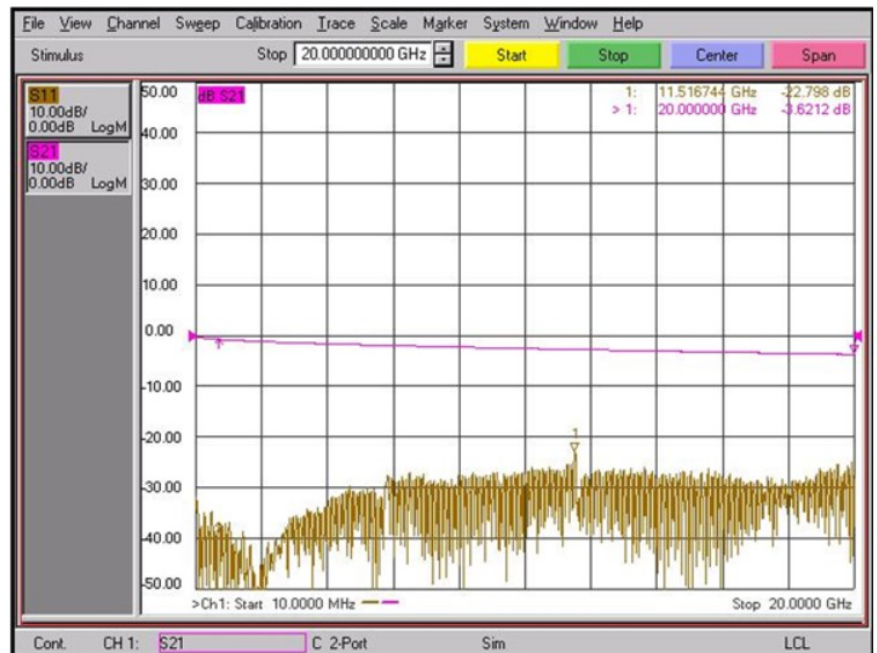 File View Channel Sweep Calibration Trace Scale Marker System Window Help
Stimulus Stop 20.000000000 GHz Start Stop Center Span
S11
10.00dB/
0.00dB LogM
S21
10.00dB/
0.00dB LogM
50.00
40.00
30.00
20.00
10.00
0.00
-10.00
-20.00
-30.00
-40.00
-50.00
dB S21
1: 11.516744 GHz -22.798 dB
> 1: 20.000000 GHz -3.6212 dB
1
>Ch1: Start 10.0000 MHz Stop 20.0000 GHz
Cont. CH 1: S21 C 2-Port Sim LCL